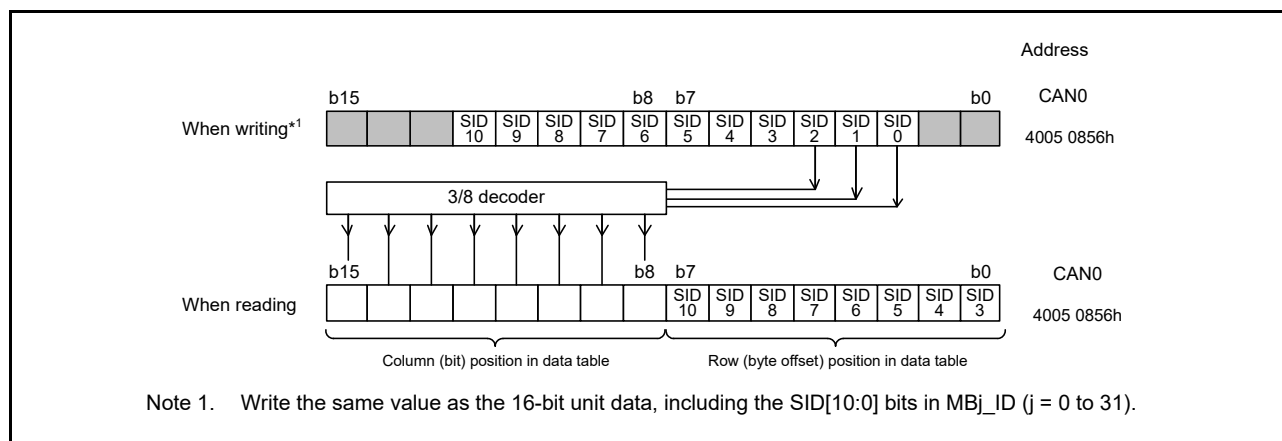 Address
b15 b8 b7 b0 CAN0
When writing*1 SID 10 SID 9 SID 8 SID 7 SID 6 SID 5 SID 4 SID 3 SID 2 SID 1 SID 0 4005 0856h
3/8 decoder
b15 b8 b7 b0 CAN0
When reading SID 10 SID 9 SID 8 SID 7 SID 6 SID 5 SID 4 SID 3 4005 0856h
Column (bit) position in data table Row (byte offset) position in data table
Note 1. Write the same value as the 16-bit unit data, including the SID[10:0] bits in MBj_ID (j = 0 to 31).